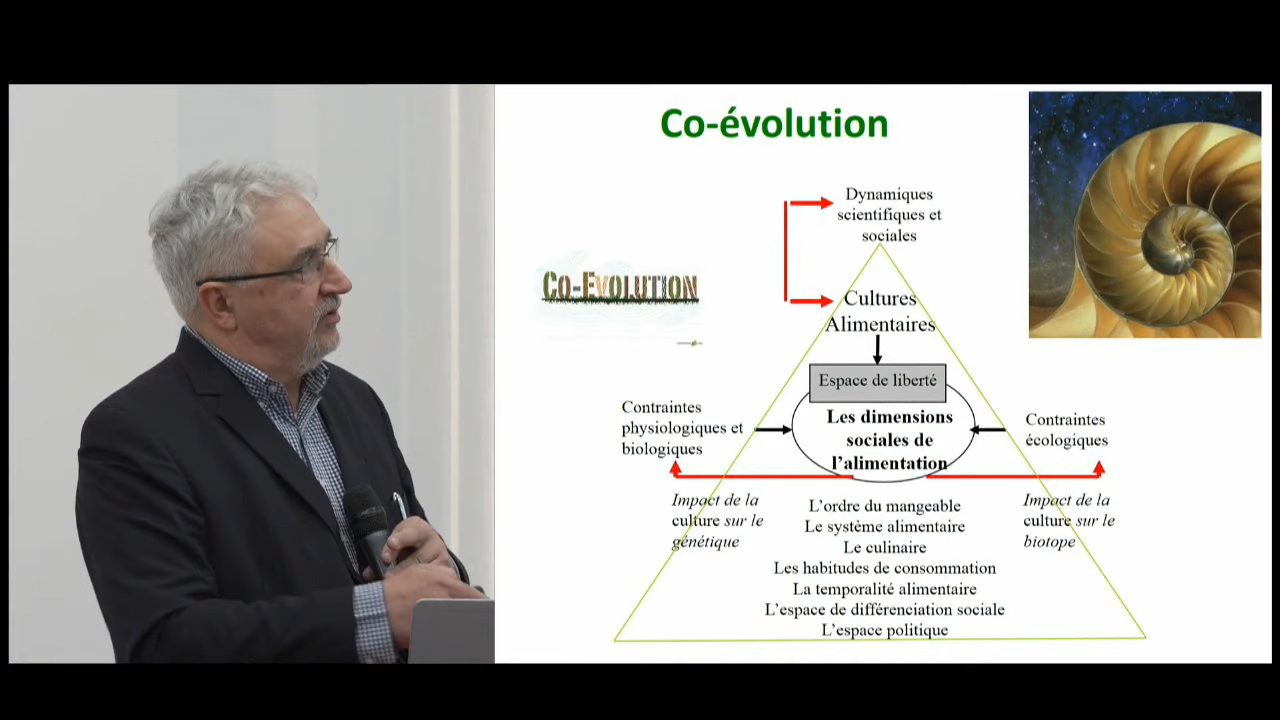 Co-évolution
Dynamiques
scientifiques et
sociales
Co-Evolution
Cultures
Alimentaires
Espace de liberté
Contraintes
physiologiques et
biologiques
Les dimensions
sociales de
l'alimentation
Contraintes
écologiques
Impact de la
culture sur le
génétique
L'ordre du mangeable
Le système alimentaire
Le culinaire
Les habitudes de consommation
La temporalité alimentaire
L'espace de différenciation sociale
L'espace politique
Impact de la
culture sur le
biotope